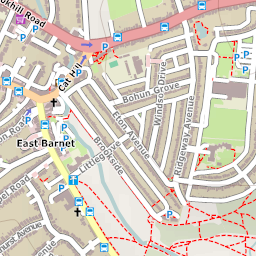 Cat Hill
Bohun Grove
Windsor Drive
Eton Avenue
Ridgeway Avenue
East Barnet
Brookside
Littlegrove